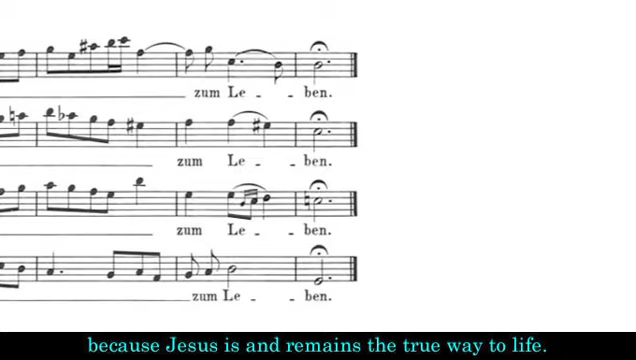 zum Le - - ben.
zum Le - - ben.
zum Le - - ben.
zum Le - - ben.
because Jesus is and remains the true way to life.